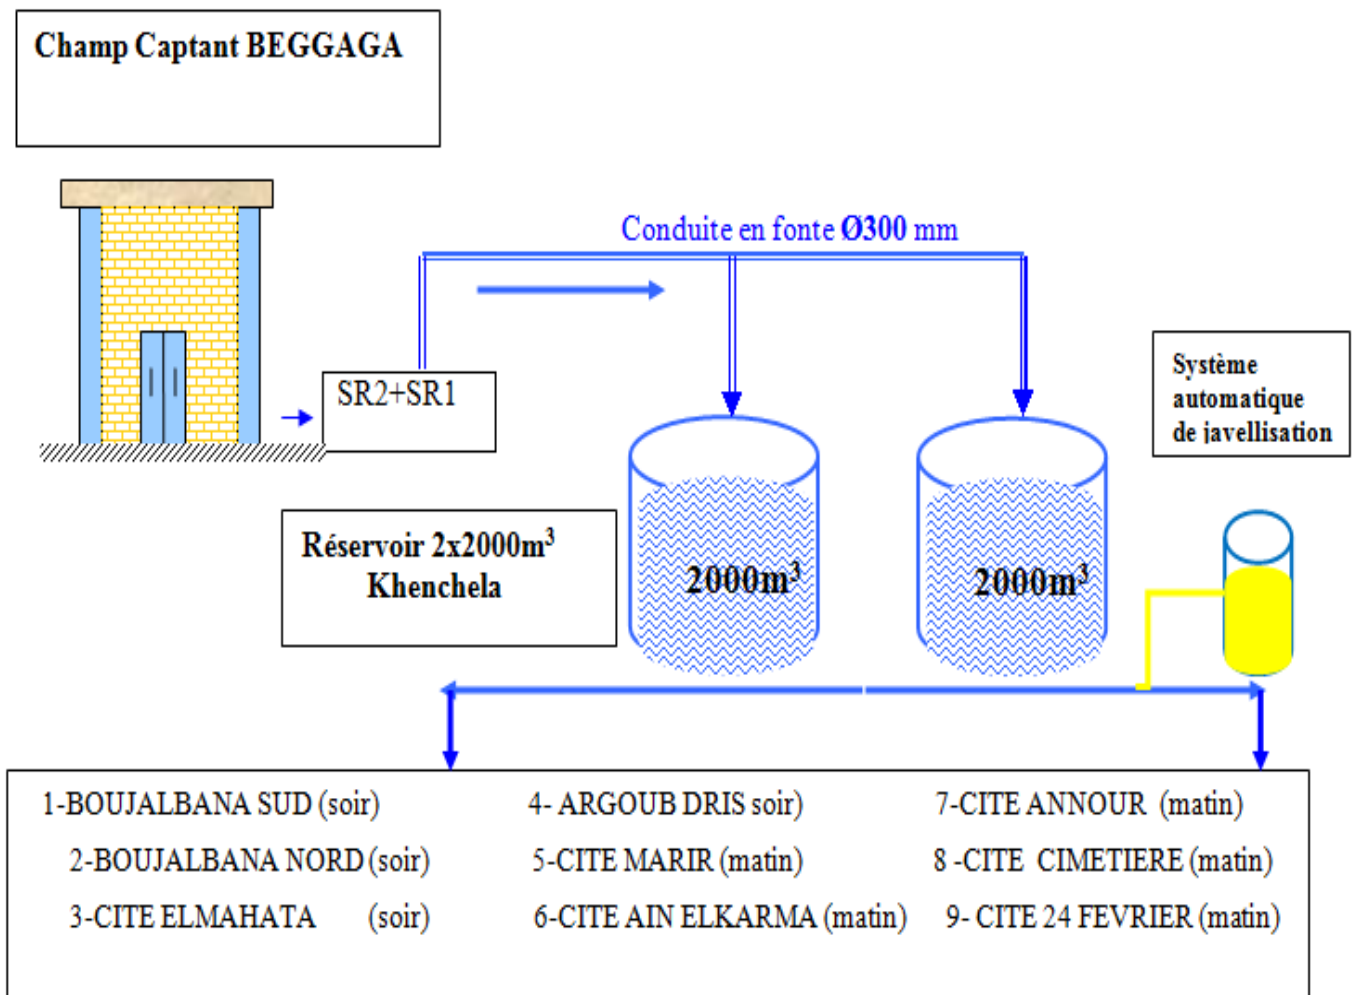 Champ Captant BEGGAGA
Conduite en fonte Ø300 mm
SR2+SR1
Système
automatique
de javellisation
Réservoir 2x2000m³
Khenchela
2000m³
2000m³
1-BOUJALBANA SUD (soir)
2-BOUJALBANA NORD (soir)
3-CITE ELMAHATA (soir)
4- ARGOUB DRIS soir)
5-CITE MARIR (matin)
6-CITE AIN ELKARMA (matin)
7-CITE ANNOUR (matin)
8 -CITE CIMETIERE (matin)
9- CITE 24 FEVRIER (matin)